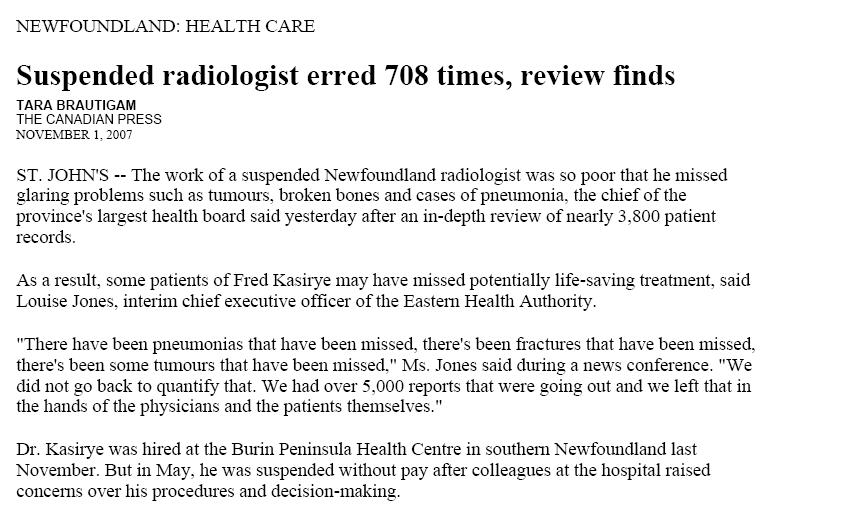 NEWFOUNDLAND: HEALTH CARE
Suspended radiologist erred 708 times, review finds
TARA BRAUTIGAM
THE CANADIAN PRESS
NOVEMBER 1, 2007
ST. JOHN'S -- The work of a suspended Newfoundland radiologist was so poor that he missed
glaring problems such as tumours, broken bones and cases of pneumonia, the chief of the
province's largest health board said yesterday after an in-depth review of nearly 3,800 patient
records.
As a result, some patients of Fred Kasirye may have missed potentially life-saving treatment, said
Louise Jones, interim chief executive officer of the Eastern Health Authority.
"There have been pneumonias that have been missed, there's been fractures that have been missed,
there's been some tumours that have been missed," Ms. Jones said during a news conference. "We
did not go back to quantify that. We had over 5,000 reports that were going out and we left that in
the hands of the physicians and the patients themselves."
Dr. Kasirye was hired at the Burin Peninsula Health Centre in southern Newfoundland last
November. But in May, he was suspended without pay after colleagues at the hospital raised
concerns over his procedures and decision-making.